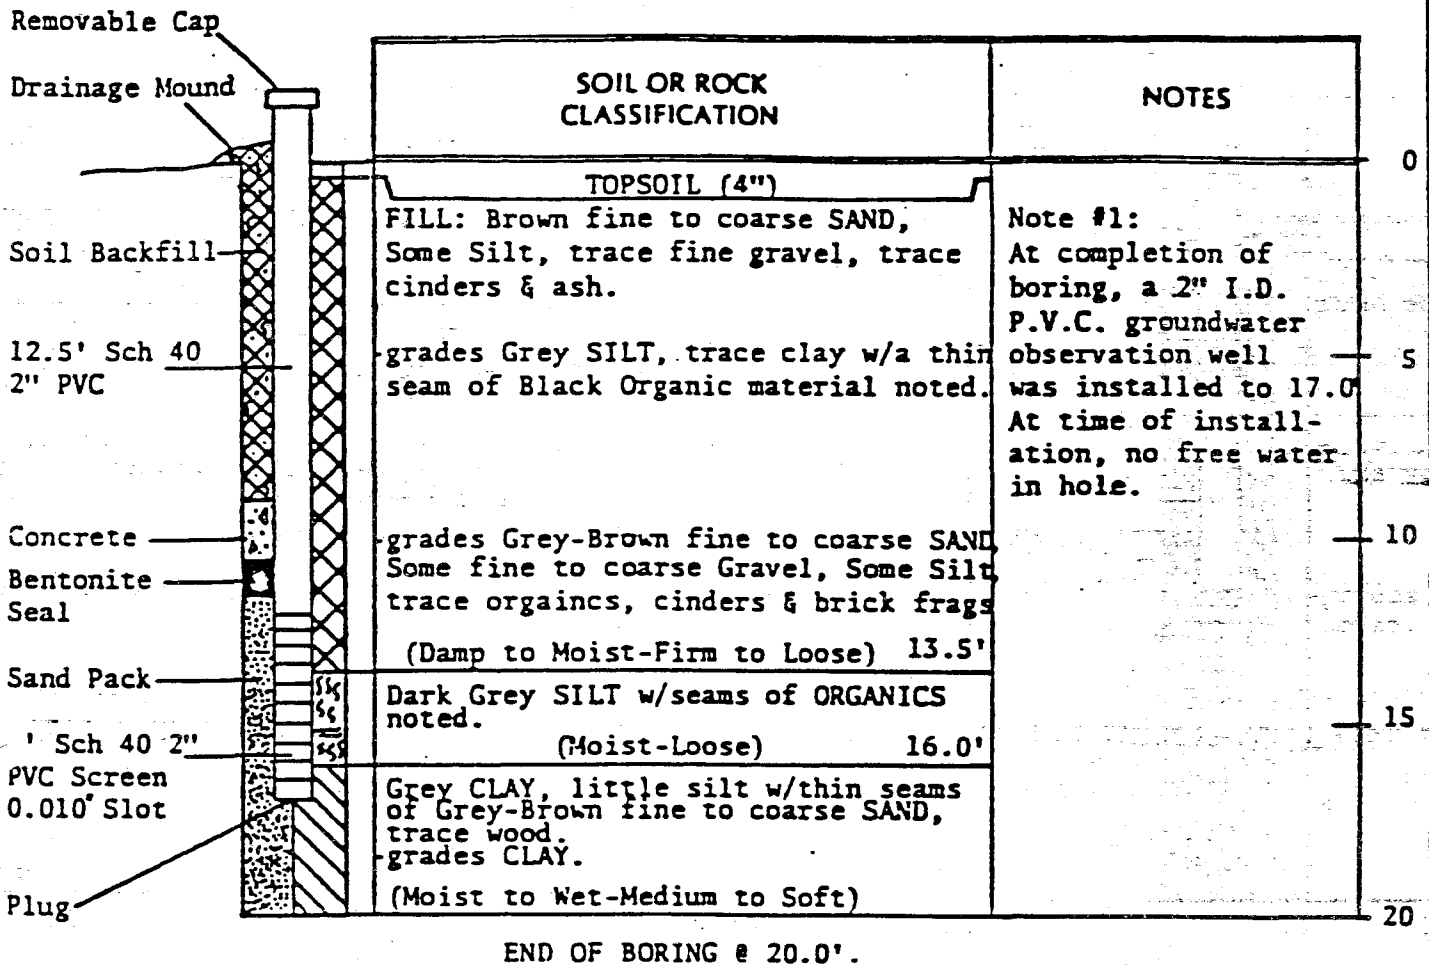 Removable Cap
Drainage Mound
Soil Backfill
12.5' Sch 40
2" PVC
Concrete
Bentonite
Seal
Sand Pack
' Sch 40 2"
PVC Screen
0.010" Slot
Plug
SOIL OR ROCK
CLASSIFICATION
TOPSOIL (4")
FILL: Brown fine to coarse SAND,
Some Silt, trace fine gravel, trace
cinders & ash.
grades Grey SILT, trace clay w/a thin
seam of Black Organic material noted.
grades Grey-Brown fine to coarse SAND,
Some fine to coarse Gravel, Some Silt,
trace orgaincs, cinders & brick frags
(Damp to Moist-Firm to Loose) 13.5'
Dark Grey SILT w/seams of ORGANICS
noted.
(Moist-Loose) 16.0'
Grey CLAY, little silt w/thin seams
of Grey-Brown fine to coarse SAND,
trace wood.
grades CLAY.
(Moist to Wet-Medium to Soft)
END OF BORING @ 20.0'.
NOTES
Note #1:
At completion of
boring, a 2" I.D.
P.V.C. groundwater
observation well
was installed to 17.0'
At time of install-
ation, no free water
in hole.
0
5
10
15
20